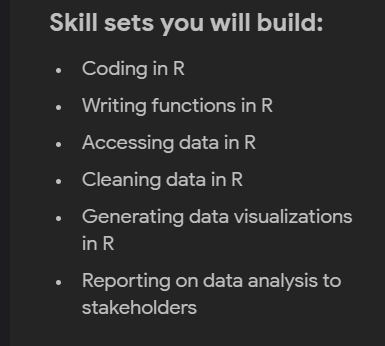 Skill sets you will build:
• Coding in R
• Writing functions in R
• Accessing data in R
• Cleaning data in R
• Generating data visualizations
in R
• Reporting on data analysis to
stakeholders